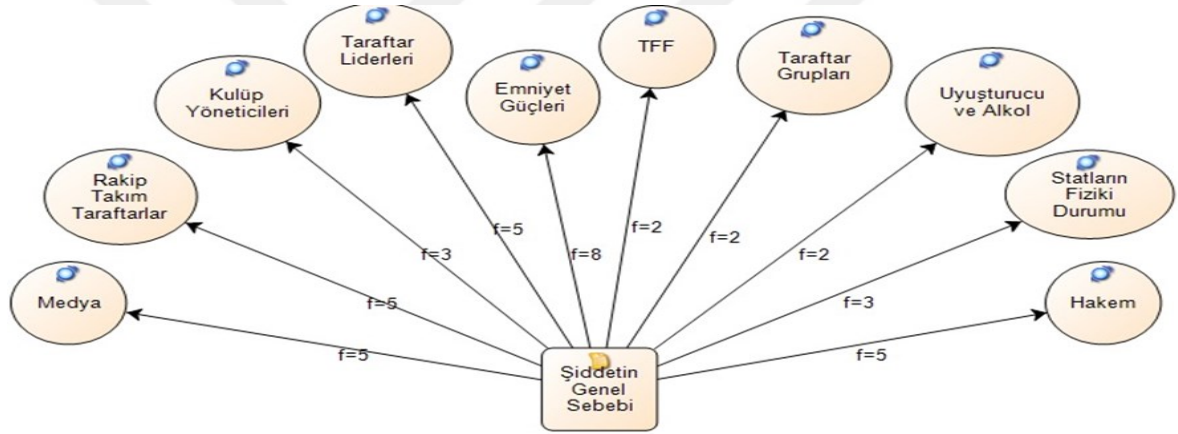 Taraftar
Liderleri
TFF
Taraftar
Grupları
Emniyet
Güçleri
Kulüp
Yöneticileri
Uyuşturucu
ve Alkol
Rakip
Takım
Taraftarlar
Statların
Fiziki
Durumu
Medya
Hakem
f=5
f=5
f=3
f=5
f=8
f=2
f=2
f=2
f=3
f=5
Şiddetin
Genel
Sebebi